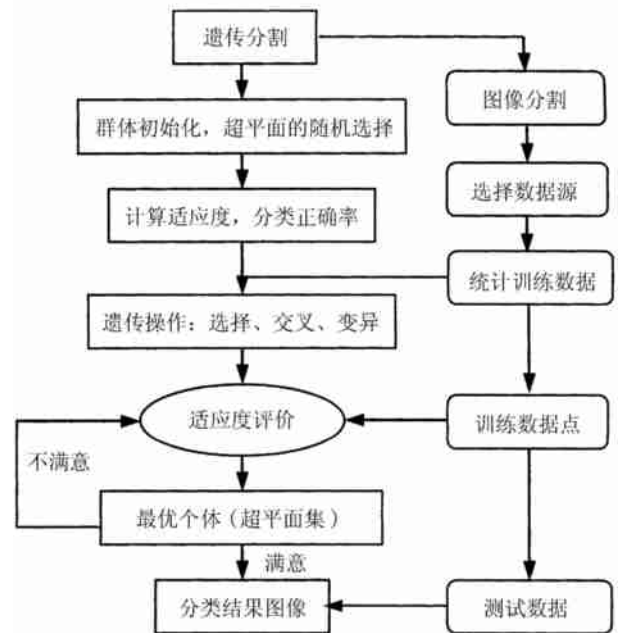 遗传分割
图像分割
群体初始化，超平面的随机选择
选择数据源
计算适应度，分类正确率
统计训练数据
遗传操作：选择、交叉、变异
适应度评价
训练数据点
不满意
最优个体（超平面集）
满意
分类结果图像
测试数据